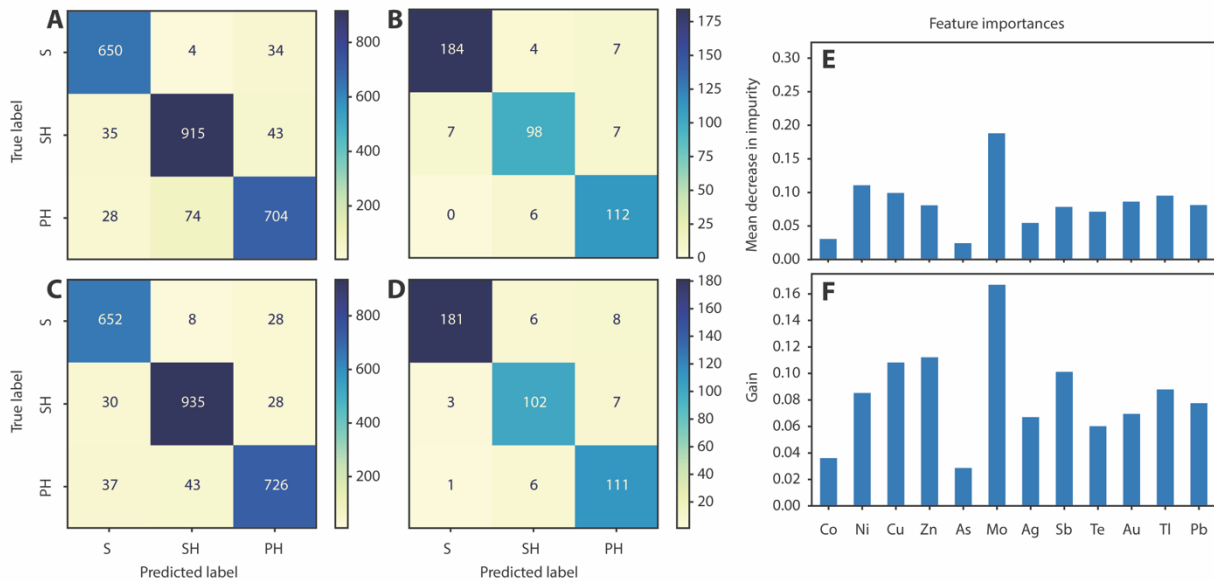 A
True label
S
SH
PH
650 4 34
35 915 43
28 74 704
800
600
400
200
B
184 4 7
7 98 7
0 6 112
175
150
125
100
75
50
25
0
C
True label
S
SH
PH
652 8 28
30 935 28
37 43 726
S SH PH
Predicted label
800
600
400
200
D
181 6 8
3 102 7
1 6 111
S SH PH
Predicted label
180
160
140
120
100
80
60
40
20
Feature importances
E
Mean decrease in impurity
0.30
0.25
0.20
0.15
0.10
0.05
0.00
F
Gain
0.16
0.14
0.12
0.10
0.08
0.06
0.04
0.02
0.00
Co Ni Cu Zn As Mo Ag Sb Te Au Tl Pb